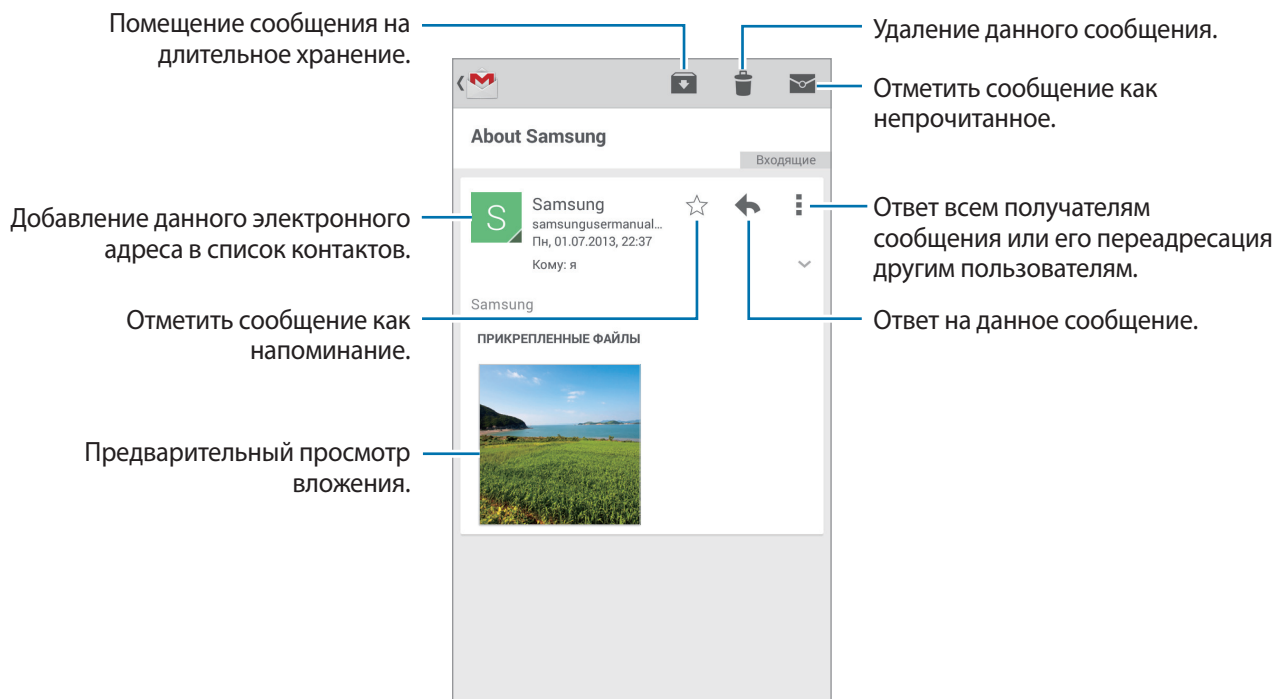 Помещение сообщения на
длительное хранение.
Удаление данного сообщения.
Отметить сообщение как
непрочитанное.
About Samsung
Входящие
Добавление данного электронного
адреса в список контактов.
S
Samsung
samsungusermanual...
Пн, 01.07.2013, 22:37
Кому: я
Ответ всем получателям
сообщения или его переадресация
другим пользователям.
Samsung
Отметить сообщение как
напоминание.
Ответ на данное сообщение.
ПРИКРЕПЛЕННЫЕ ФАЙЛЫ
Предварительный просмотр
вложения.